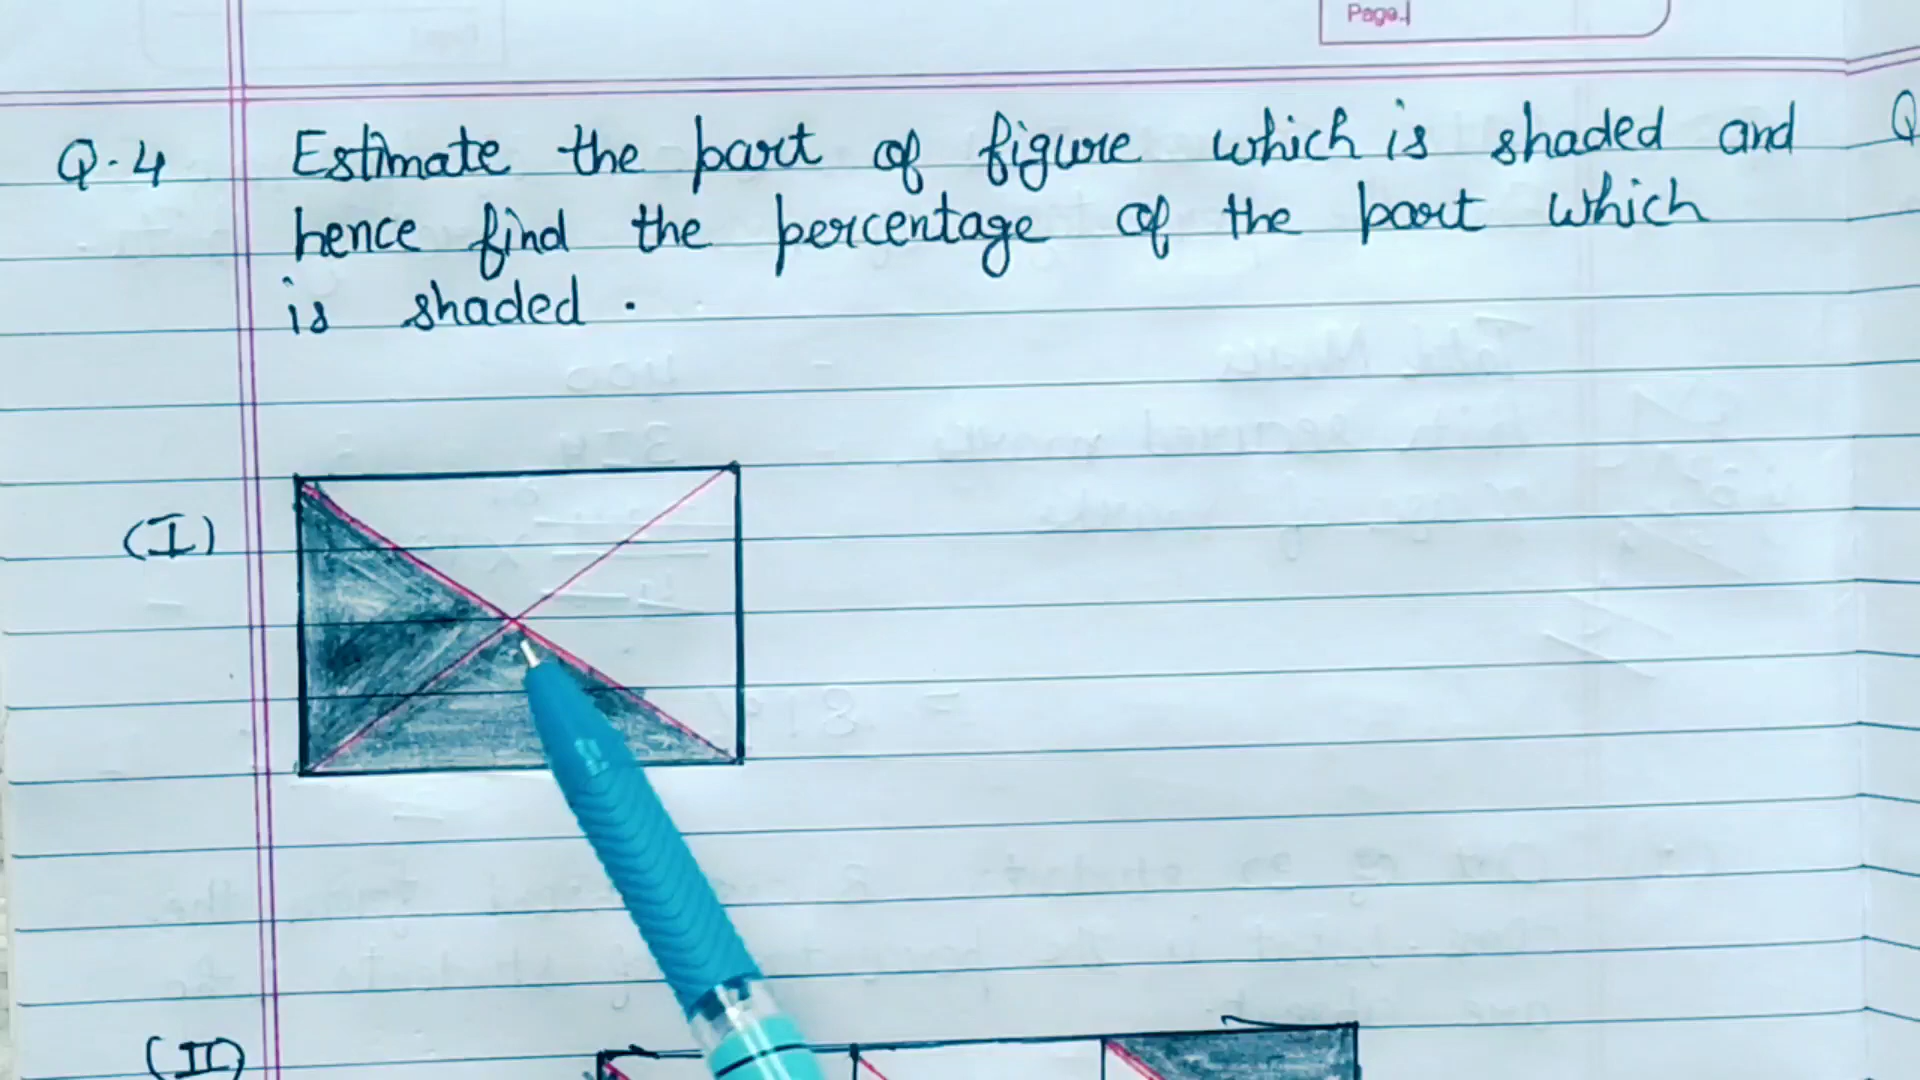 Page.
Q.4 Estimate the part of figure which is shaded and
hence find the percentage of the part which
is shaded.
(I)
(II)
Q